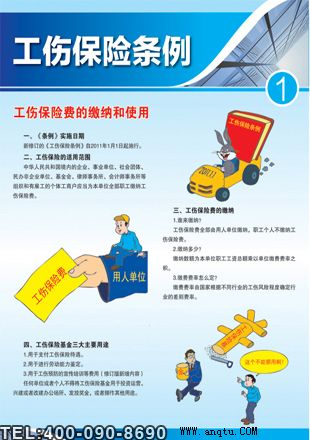 工伤保险条例
1
工伤保险费的缴纳和使用
一、《条例》实施日期
新修订的《工伤保险条例》自2011年1月1日起施行。
二、工伤保险的适用范围
中华人民共和国境内的企业、事业单位、社会团体、
民办非企业单位、基金会、律师事务所、会计师事务所等
组织和有雇工的个体工商户应当为本单位全部职工缴纳工
伤保险费。
工伤保险条例
2011
三、工伤保险费的缴纳
1.谁来缴纳?
工伤保险费全部由用人单位缴纳，职工个人不缴纳工
伤保险费。
2.缴纳多少?
缴纳数额为本单位职工工资总额乘以单位缴费费率之
积。
3.缴费费率怎么定?
缴费费率由国家根据不同行业的工伤风险程度确定行
业的差别费率。
工伤保险费
用人单位
四、工伤保险基金三大主要用途
1.用于支付工伤保险待遇。
2.用于进行劳动能力鉴定。
3.用于工伤预防的宣传培训等费用（修订版新增内容）
任何单位或者个人不得将工伤保险基金用于投资运营、
兴建或者改建办公场所、发放奖金，或者挪作其他用途。
这个不能挪用啊!
TEL:400-090-8690
www.anqtu.com